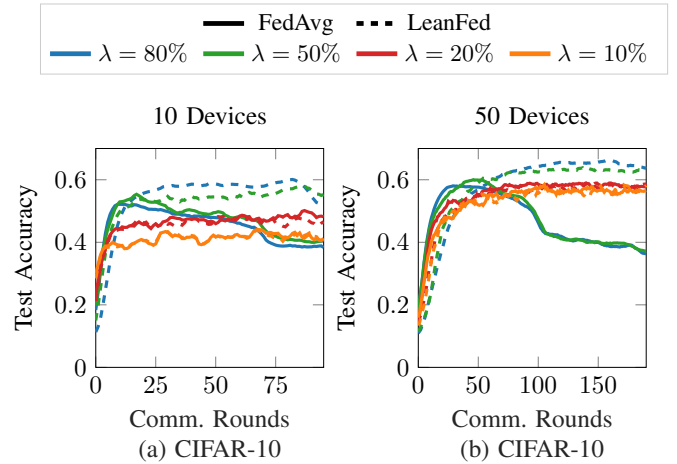 FedAvg LeanFed
λ = 80% λ = 50% λ = 20% λ = 10%
10 Devices 50 Devices
Test Accuracy
0.6
0.4
0.2
0
0 25 50 75
Comm. Rounds
(a) CIFAR-10
Test Accuracy
0.6
0.4
0.2
0
0 50 100 150
Comm. Rounds
(b) CIFAR-10